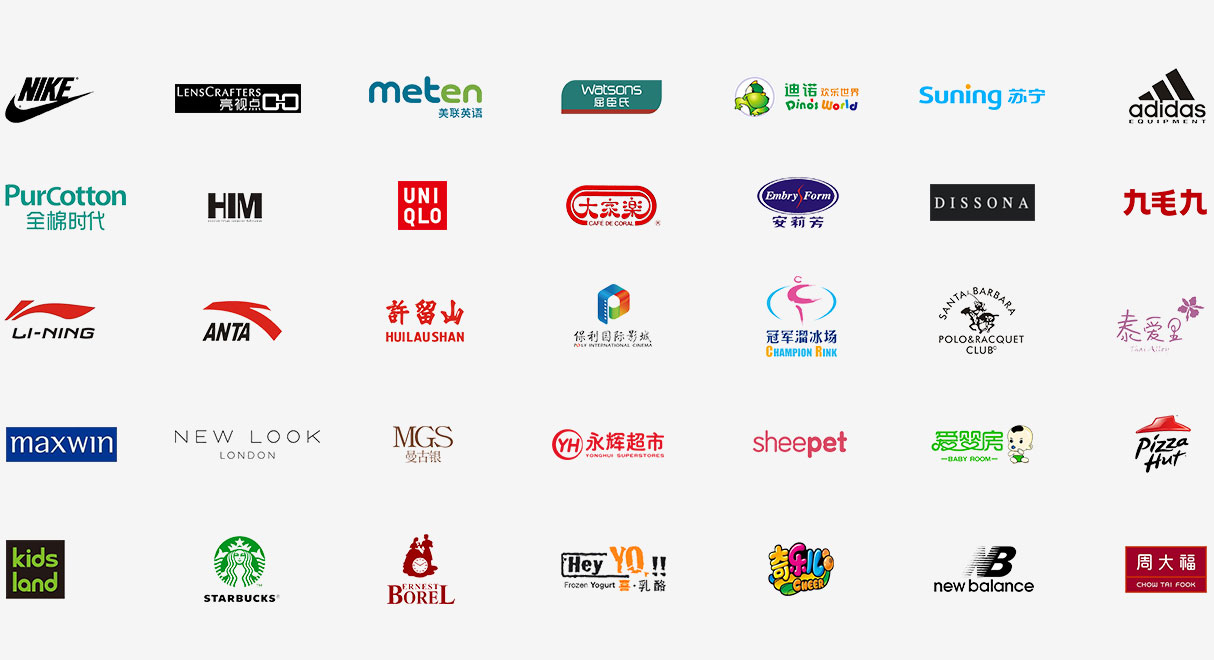 NIKE
LENSCRAFTERS
亮视点
meten
美联英语
watsons
屈臣氏
迪诺欢乐世界
Dino's World
Suning 苏宁
adidas
EQUIPMENT
PurCotton
全棉时代
HIM
UNI
QLO
大家樂
CAFÉ DE CORAL
Embry Form
安莉芳
DISSONA
九毛九
LI-NING
ANTA
許留山
HUILAUSHAN
保利国际影城
POLY INTERNATIONAL CINEMA
C
冠军溜冰场
CHAMPION RINK
SANTA BARBARA
POLO&RACQUET
CLUB
泰爱里
Thai Alley
maxwin
NEW LOOK
LONDON
MGS
曼古银
YH 永辉超市
YONGHUI SUPERSTORES
sheepet
爱婴房
BABY ROOM
Pizza
Hut
kids
land
STARBUCKS
ERNEST
BOREL
Hey YO.!!
Frozen Yogurt 喜·乳酪
奇乐儿
Cheer
B
new balance
周大福
CHOW TAI FOOK